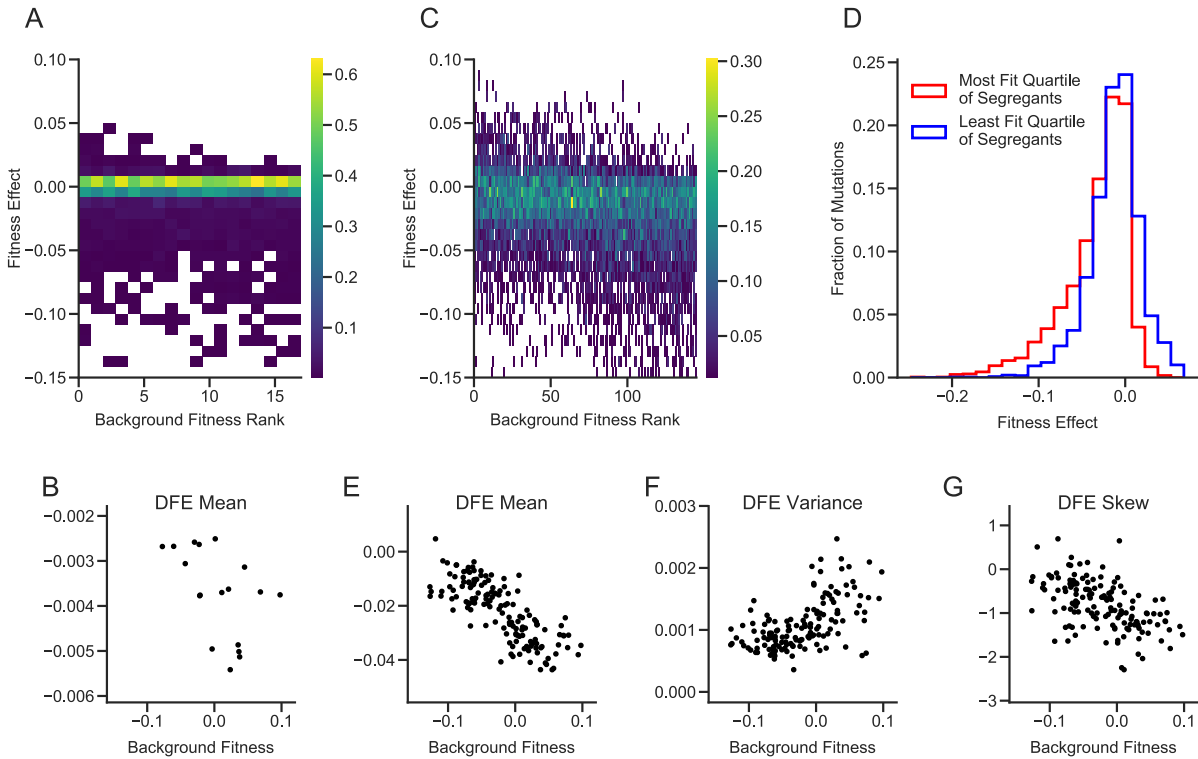 A
0.10
0.05
0.00
−0.05
−0.10
−0.15
Fitness Effect
0
5
10
15
Background Fitness Rank
0.6
0.5
0.4
0.3
0.2
0.1
C
0.10
0.05
0.00
−0.05
−0.10
−0.15
Fitness Effect
0
50
100
Background Fitness Rank
0.30
0.25
0.20
0.15
0.10
0.05
D
0.25
0.20
0.15
0.10
0.05
0.00
Fraction of Mutations
Most Fit Quartile
of Segregants
Least Fit Quartile
of Segregants
−0.2
−0.1
0.0
Fitness Effect
B
DFE Mean
−0.002
−0.003
−0.004
−0.005
−0.006
−0.1
0.0
0.1
Background Fitness
E
DFE Mean
0.00
−0.02
−0.04
−0.1
0.0
0.1
Background Fitness
F
DFE Variance
0.003
0.002
0.001
0.000
−0.1
0.0
0.1
Background Fitness
G
DFE Skew
1
0
−1
−2
−3
−0.1
0.0
0.1
Background Fitness